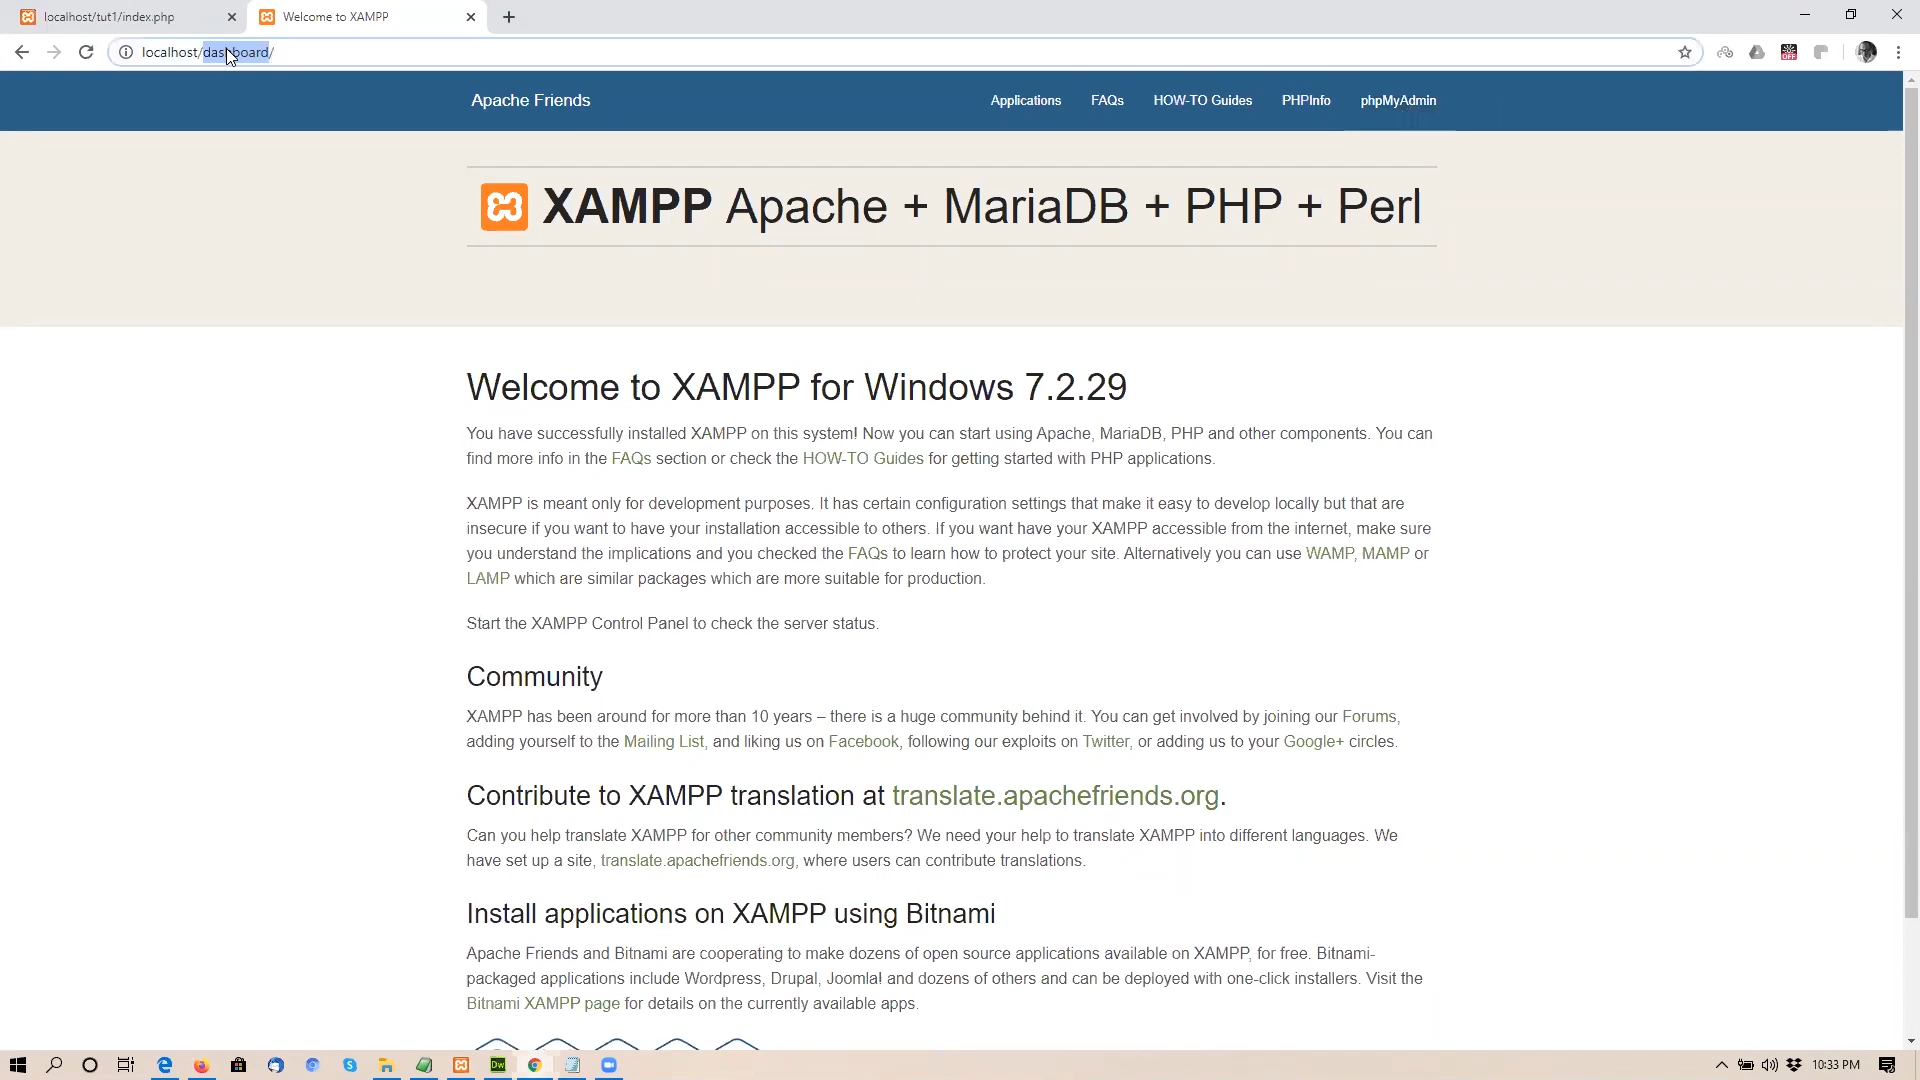 localhost/tut1/index.php
Welcome to XAMPP
localhost/dashboard/
OFF
Apache Friends
Applications
FAQs
HOW-TO Guides
PHPInfo
phpMyAdmin
XAMPP Apache + MariaDB + PHP + Perl
Welcome to XAMPP for Windows 7.2.29
You have successfully installed XAMPP on this system! Now you can start using Apache, MariaDB, PHP and other components. You can
find more info in the FAQs section or check the HOW-TO Guides for getting started with PHP applications.
XAMPP is meant only for development purposes. It has certain configuration settings that make it easy to develop locally but that are
insecure if you want to have your installation accessible to others. If you want have your XAMPP accessible from the internet, make sure
you understand the implications and you checked the FAQs to learn how to protect your site. Alternatively you can use WAMP, MAMP or
LAMP which are similar packages which are more suitable for production.
Start the XAMPP Control Panel to check the server status.
Community
XAMPP has been around for more than 10 years – there is a huge community behind it. You can get involved by joining our Forums,
adding yourself to the Mailing List, and liking us on Facebook, following our exploits on Twitter, or adding us to your Google+ circles.
Contribute to XAMPP translation at translate.apachefriends.org.
Can you help translate XAMPP for other community members? We need your help to translate XAMPP into different languages. We
have set up a site, translate.apachefriends.org, where users can contribute translations.
Install applications on XAMPP using Bitnami
Apache Friends and Bitnami are cooperating to make dozens of open source applications available on XAMPP, for free. Bitnami-
packaged applications include Wordpress, Drupal, Joomla! and dozens of others and can be deployed with one-click installers. Visit the
Bitnami XAMPP page for details on the currently available apps.
Dw
10:33 PM